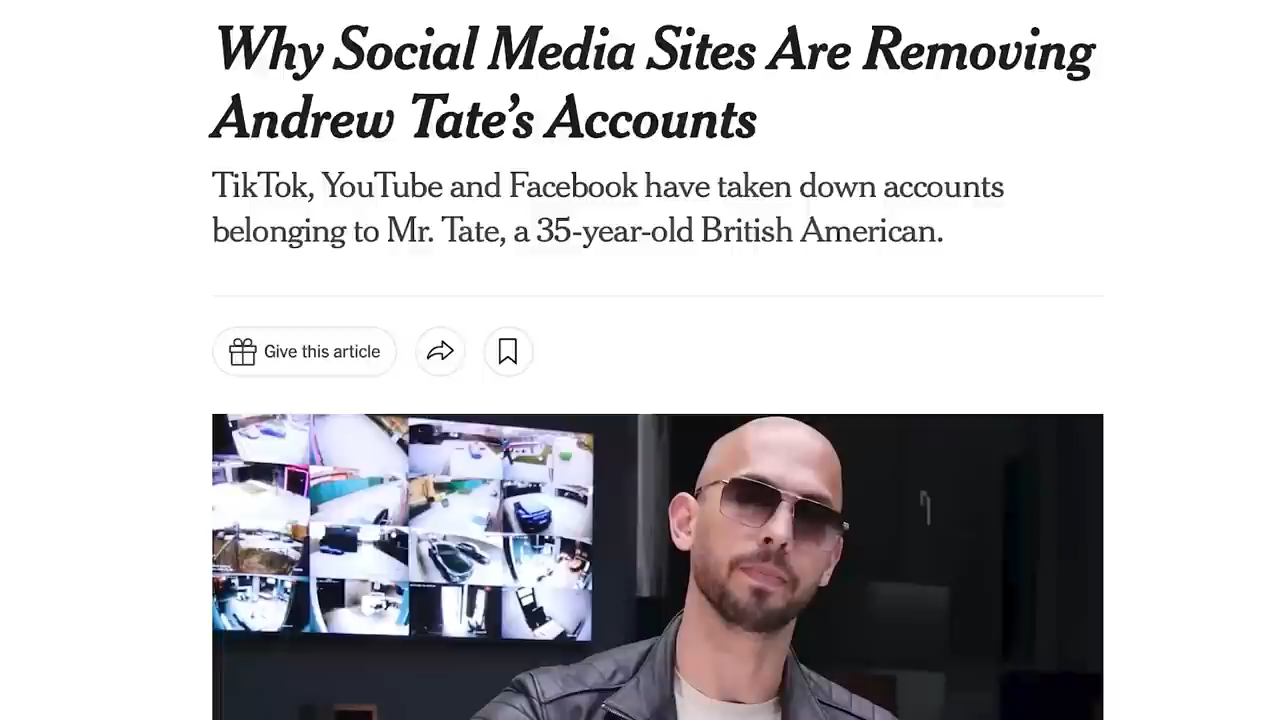 Why Social Media Sites Are Removing
Andrew Tate’s Accounts
TikTok, YouTube and Facebook have taken down accounts
belonging to Mr. Tate, a 35-year-old British American.
Give this article